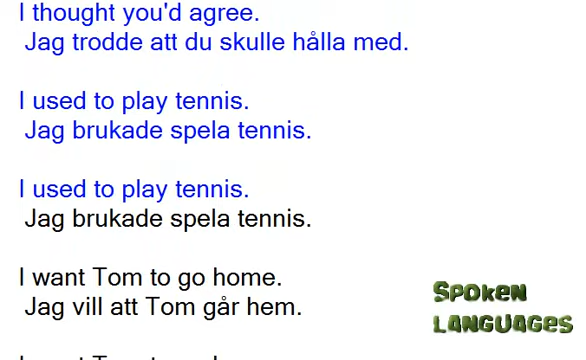 I thought you'd agree.
Jag trodde att du skulle hålla med.
I used to play tennis.
Jag brukade spela tennis.
I used to play tennis.
Jag brukade spela tennis.
I want Tom to go home.
Jag vill att Tom går hem.
SPOKEN
LANGUAGES